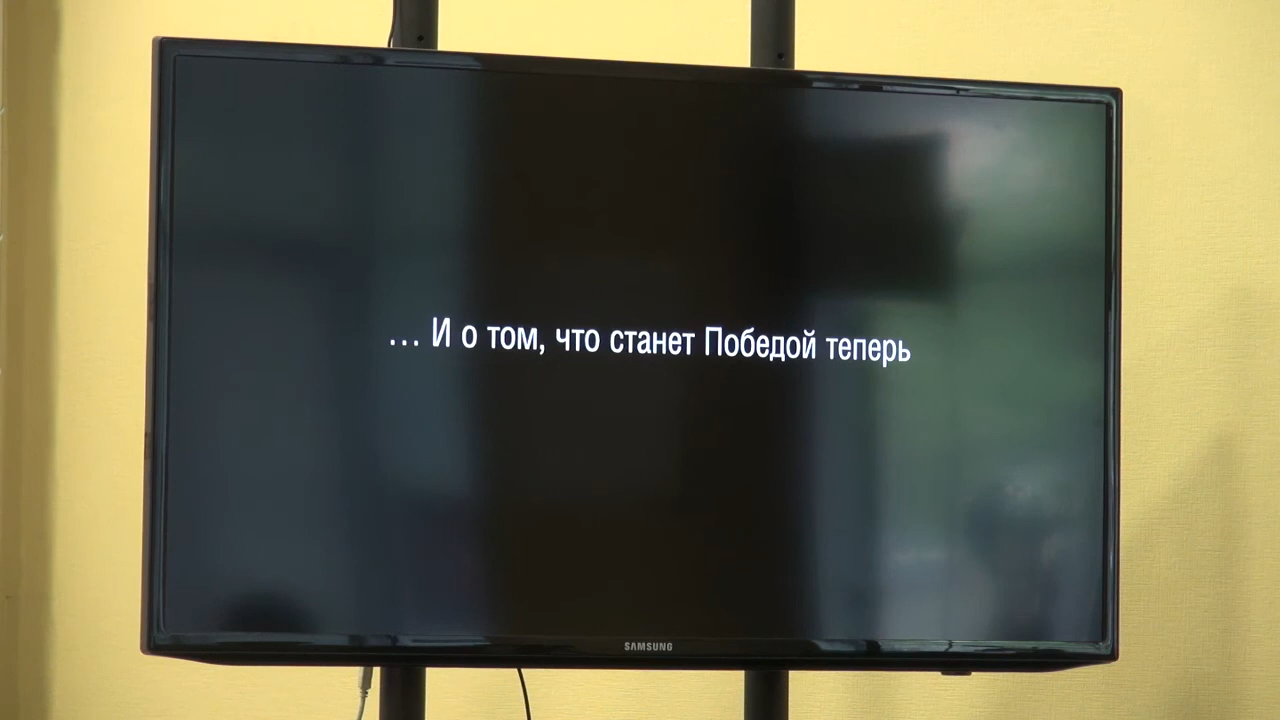 ... И о том, что станет Победой теперь
SAMSUNG